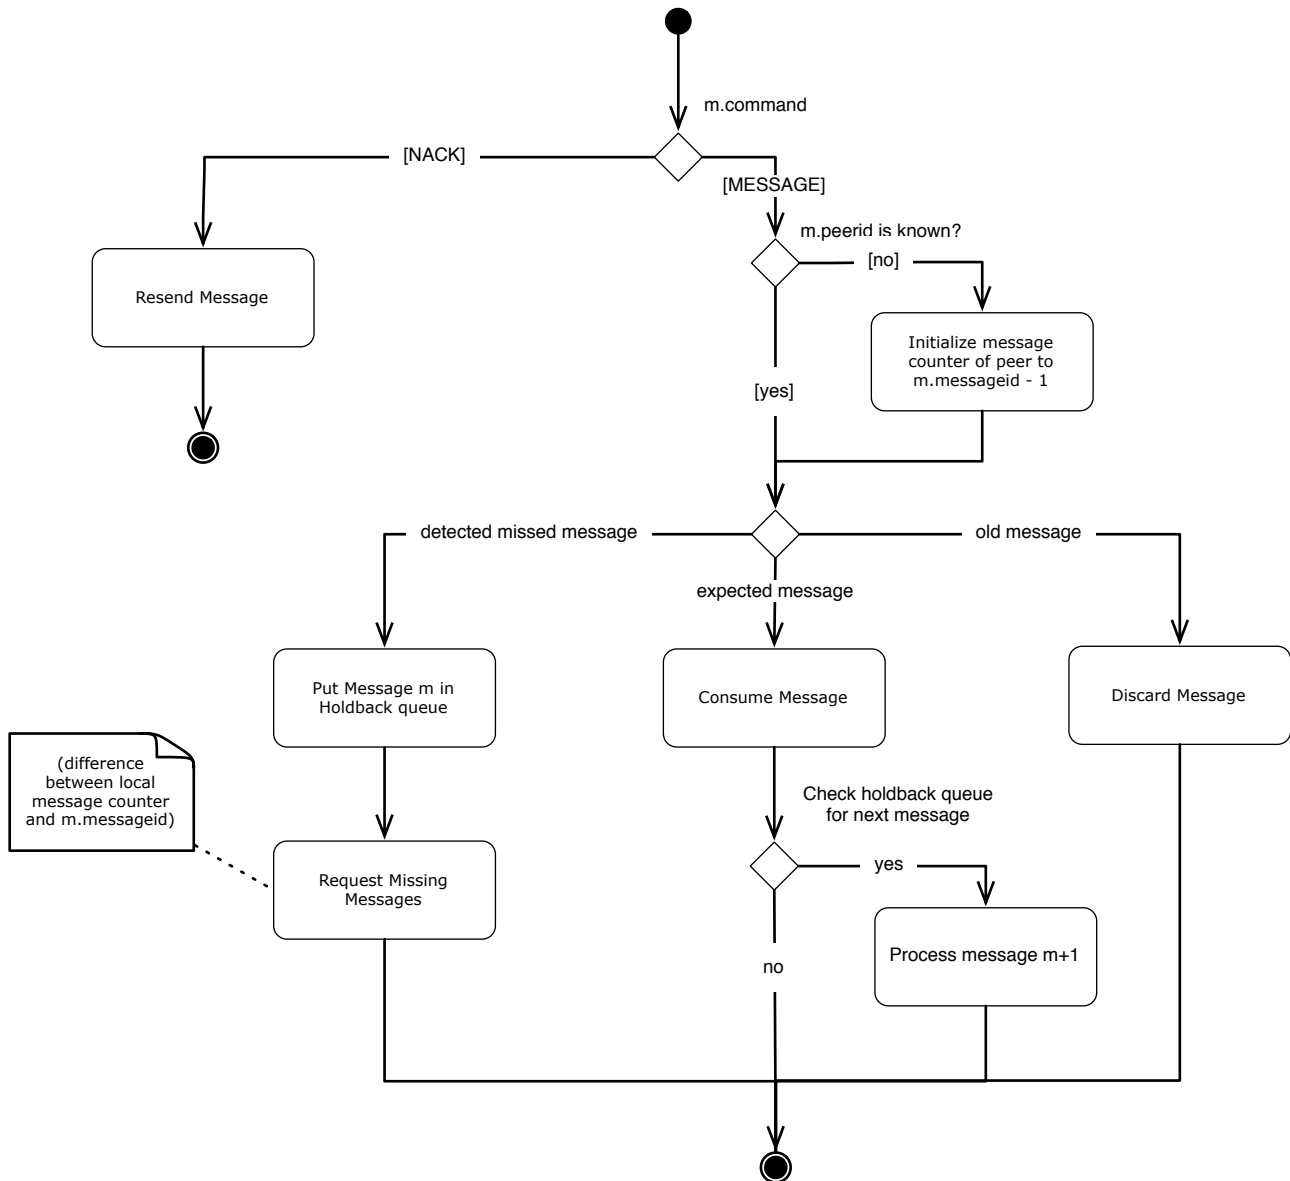 m.command
[NACK]
[MESSAGE]
m.peerid is known?
[no]
Resend Message
Initialize message
counter of peer to
m.messageid - 1
[yes]
detected missed message
old message
expected message
Put Message m in
Holdback queue
Consume Message
Discard Message
(difference
between local
message counter
and m.messageid)
Check holdback queue
for next message
yes
Request Missing
Messages
Process message m+1
no